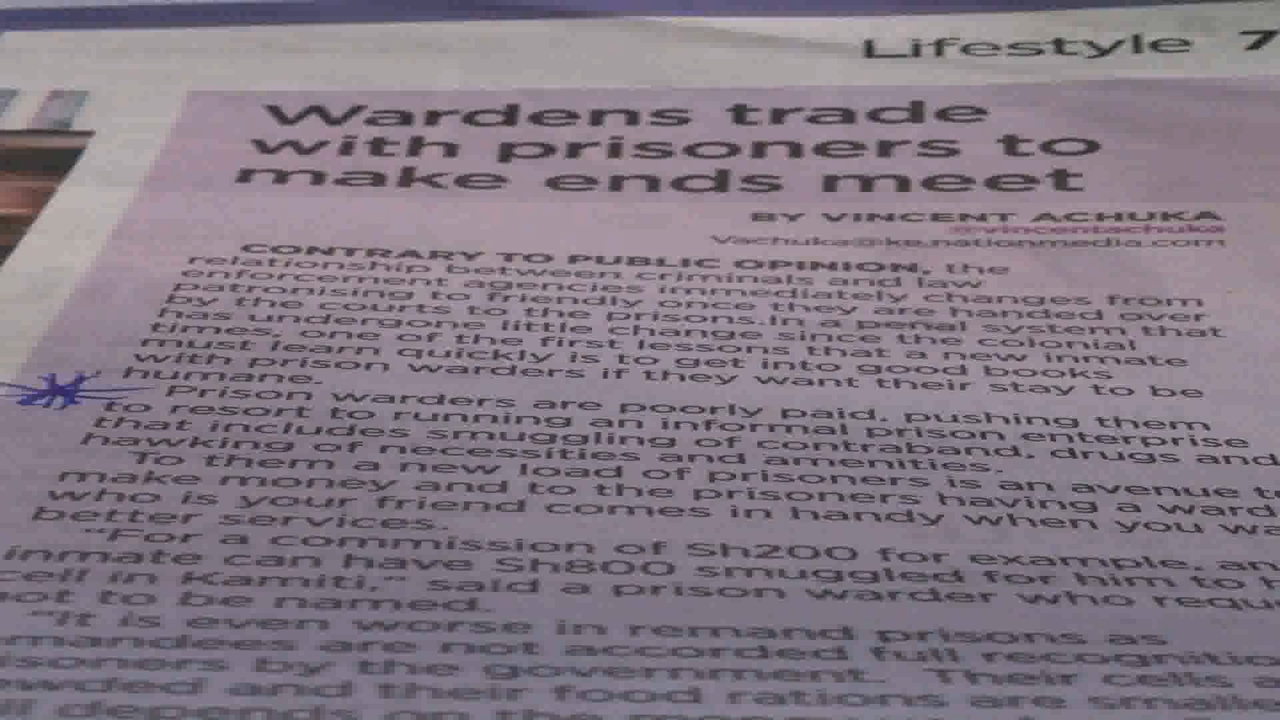 Lifestyle 7
Wardens trade
with prisoners to
make ends meet
BY VINCENT ACHUKA
@vincentachuka
Vachuka@ke.nationmedia.com
CONTRARY TO PUBLIC OPINION, the
relationship between criminals and law
enforcement agencies immediately changes from
patronising to friendly once they are handed over
by the courts to the prisons.In a penal system that
has undergone little change since the colonial
times, one of the first lessons that a new inmate
must learn quickly is to get into good books
with prison warders if they want their stay to be
humane.
Prison warders are poorly paid, pushing them
to resort to running an informal prison enterprise
that includes smuggling of contraband, drugs and
hawking of necessities and amenities.
To them a new load of prisoners is an avenue
make money and to the prisoners having a
who is your friend comes in handy when you
better services.
"For a commission of Sh200 for example, an
inmate can have Sh800 smuggled for him to
cell in Kamiti," said a prison warder who
not to be named.
"It is even worse in remand prisons as
are not accorded full
by the government. Their cells
and their food rations are
depends on the